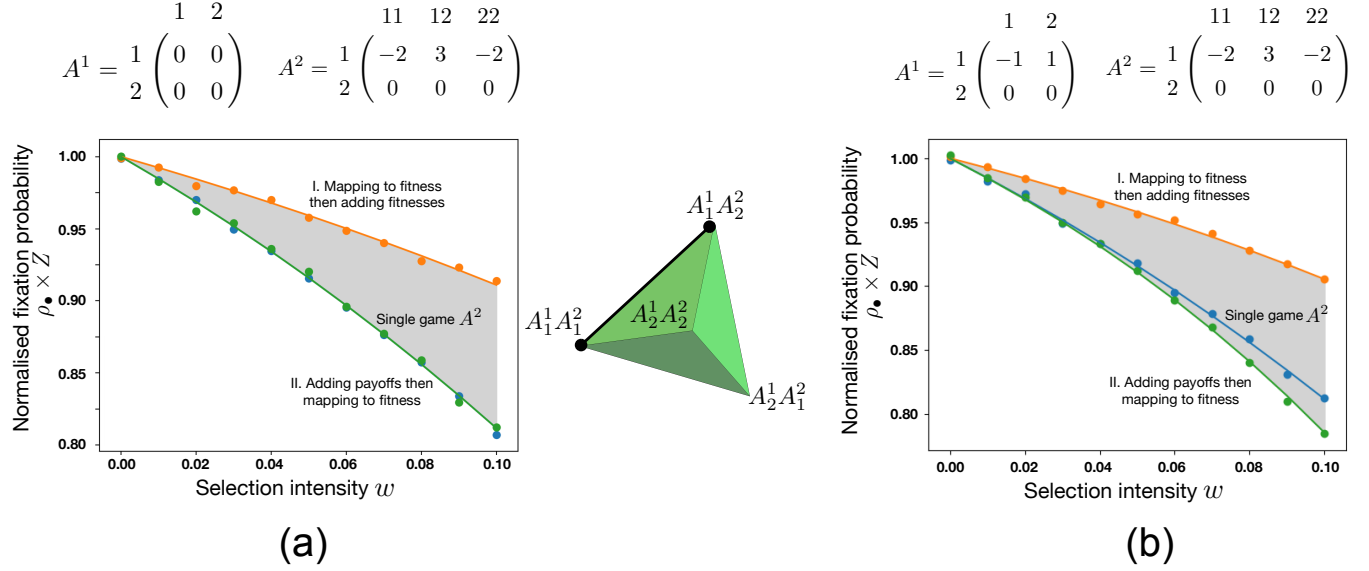 1 2
11 12 22
A^1 = 1 ( 0 0 )
2 ( 0 0 )
A^2 = 1 ( −2 3 −2 )
2 ( 0 0 0 )
Normalised fixation probability
ρ• × Z
1.00
0.95
0.90
0.85
0.80
I. Mapping to fitness
then adding fitnesses
Single game A^2
II. Adding payoffs then
mapping to fitness
0.00 0.02 0.04 0.06 0.08 0.10
Selection intensity w
(a)
A^1_1A^2_2
A^1_1A^2_1
A^1_2A^2_2
A^1_2A^2_1
1 2
11 12 22
A^1 = 1 ( −1 1 )
2 ( 0 0 )
A^2 = 1 ( −2 3 −2 )
2 ( 0 0 0 )
Normalised fixation probability
ρ• × Z
1.00
0.95
0.90
0.85
0.80
I. Mapping to fitness
then adding fitnesses
Single game A^2
II. Adding payoffs then
mapping to fitness
0.00 0.02 0.04 0.06 0.08 0.10
Selection intensity w
(b)